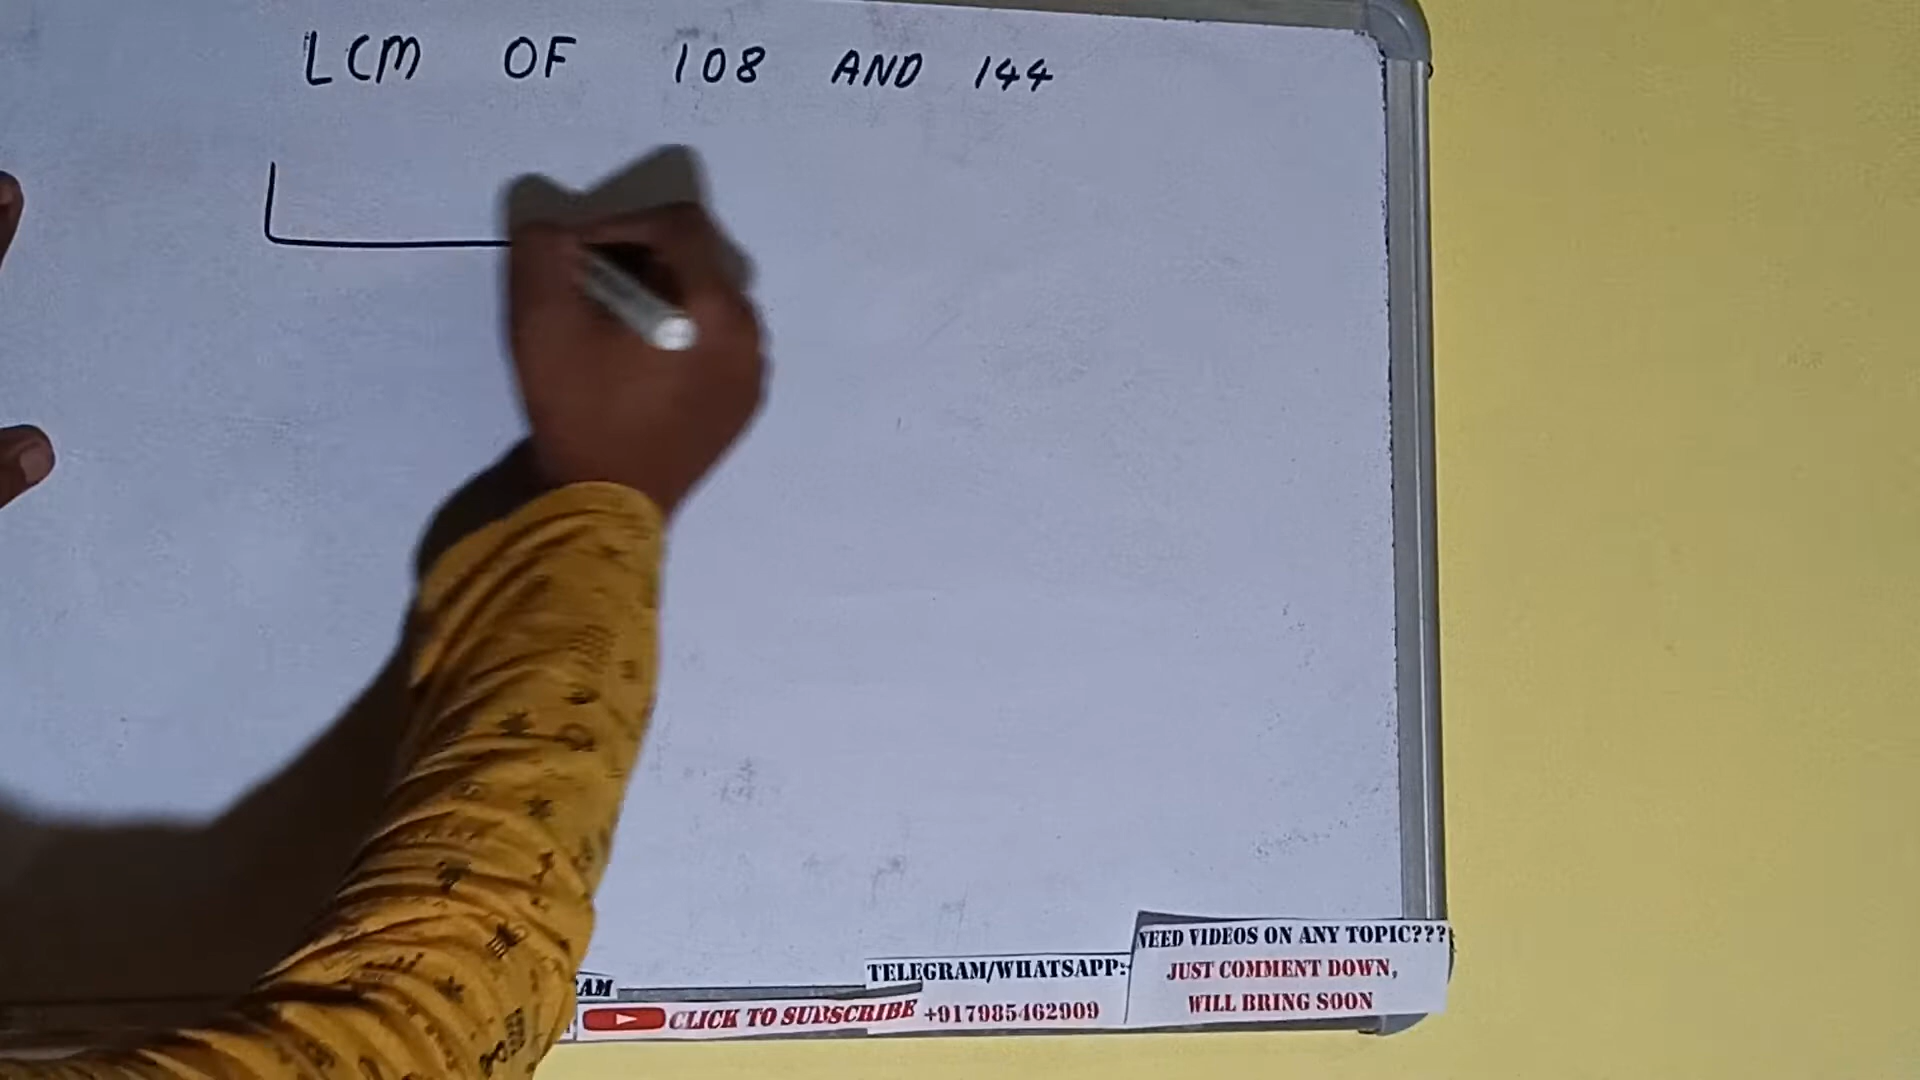 LCM OF 108 AND 144
AM
CLICK TO SUBSCRIBE
TELEGRAM/WHATSAPP:
+917985462909
NEED VIDEOS ON ANY TOPIC???
JUST COMMENT DOWN,
WILL BRING SOON